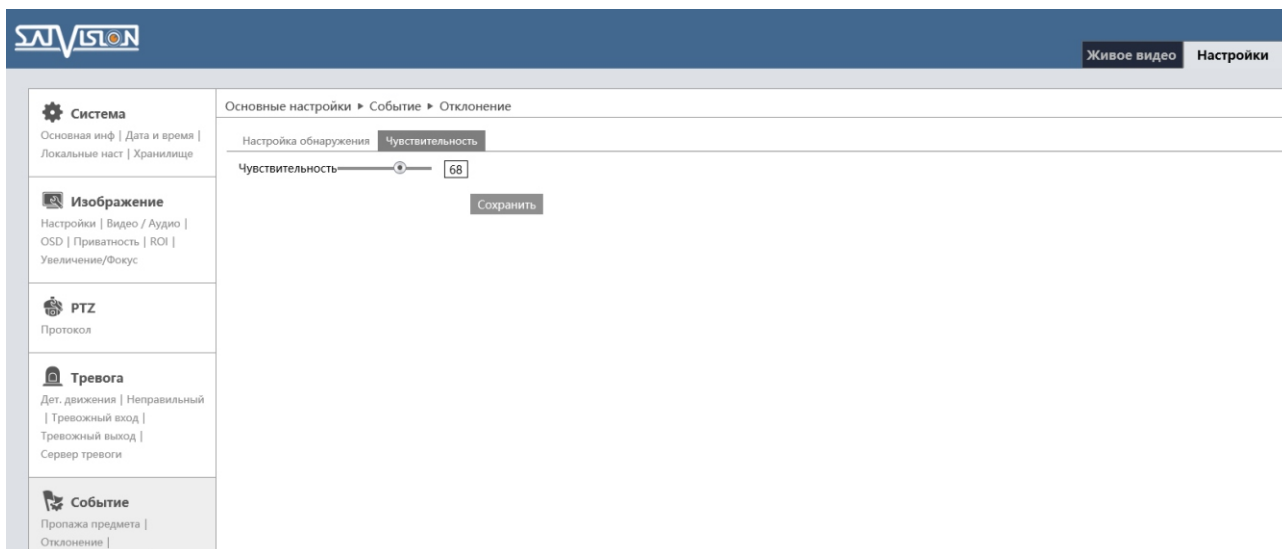 SATVISION
Живое видео
Настройки
Система
Основная инф | Дата и время |
Локальные наст | Хранилище
Изображение
Настройки | Видео / Аудио |
OSD | Приватность | ROI |
Увеличение/Фокус
PTZ
Протокол
Тревога
Дет. движения | Неправильный
| Тревожный вход |
Тревожный выход |
Сервер тревоги
Событие
Пропажа предмета |
Отклонение |
Основные настройки ▸ Событие ▸ Отклонение
Настройка обнаружения Чувствительность
Чувствительность 68
Сохранить